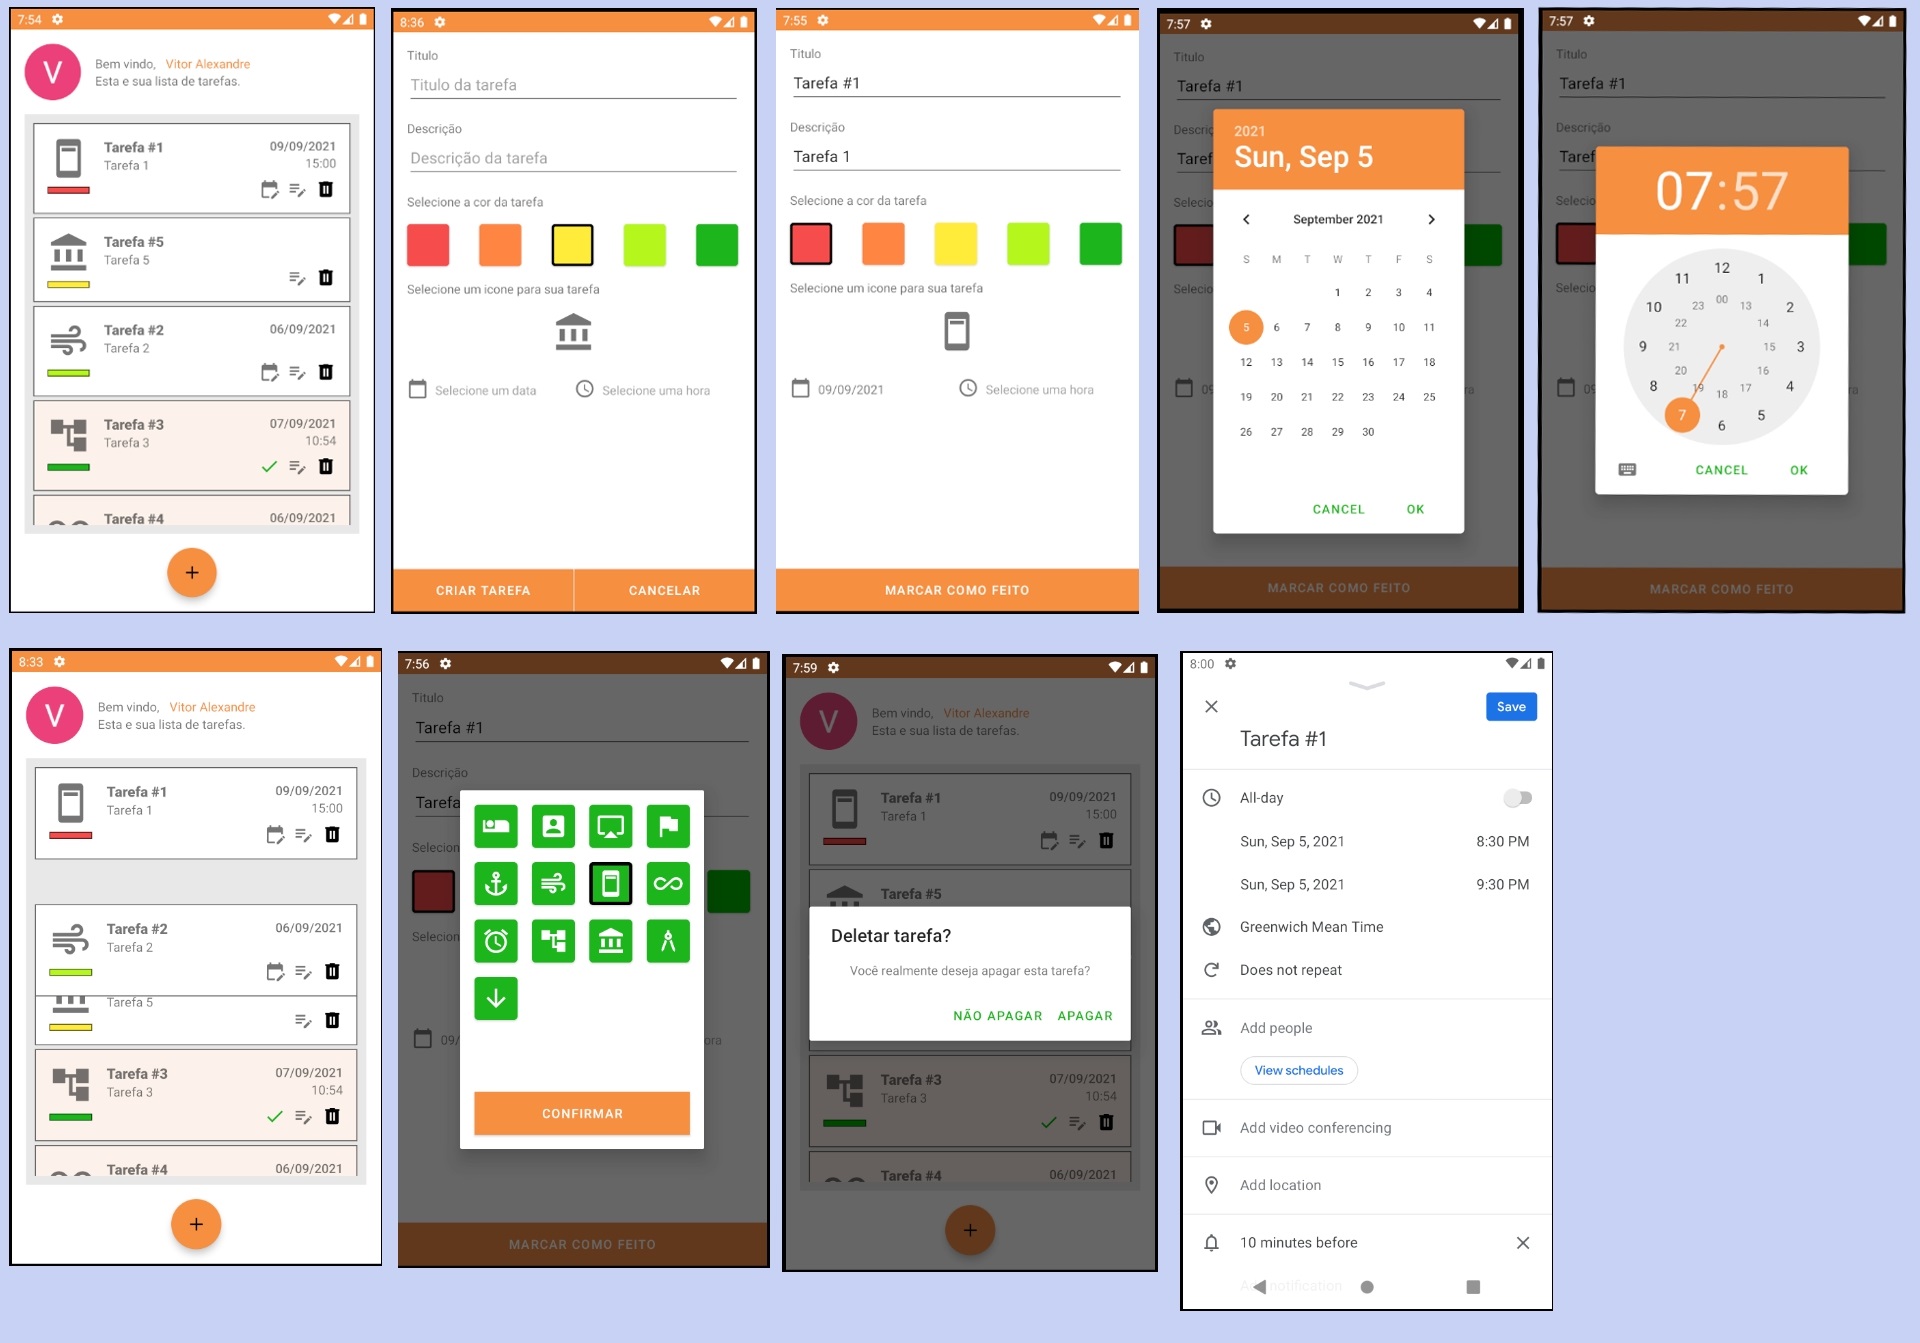 7:54
V
Bem vindo, Vitor Alexandre
Esta e sua lista de tarefas.
Tarefa #1 09/09/2021
Tarefa 1 15:00
Tarefa #5
Tarefa 5
Tarefa #2 06/09/2021
Tarefa 2
Tarefa #3 07/09/2021
Tarefa 3 10:54
Tarefa #4 06/09/2021
+
8:36
Titulo
Titulo da tarefa
Descrição
Descrição da tarefa
Selecione a cor da tarefa
Selecione um icone para sua tarefa
Selecione um data Selecione uma hora
CRIAR TAREFA CANCELAR
7:55
Titulo
Tarefa #1
Descrição
Tarefa 1
Selecione a cor da tarefa
Selecione um icone para sua tarefa
09/09/2021 Selecione uma hora
MARCAR COMO FEITO
7:57
Titulo
Tarefa #1
Descriç
Taref
Selecio
Selecio
2021
Sun, Sep 5
September 2021
S M T W T F S
1 2 3 4
5 6 7 8 9 10 11
12 13 14 15 16 17 18
19 20 21 22 23 24 25
26 27 28 29 30
CANCEL OK
09
ra
MARCAR COMO FEITO
7:57
Titulo
Tarefa #1
Descrição
Taref
Selecio
Selecio
07:57
12
11 1
00
23 13
10 2
22 14
9 21 15 3
20 16
8 19 17 4
18
7 5
6
CANCEL OK
09
ra
MARCAR COMO FEITO
8:33
V
Bem vindo, Vitor Alexandre
Esta e sua lista de tarefas.
Tarefa #1 09/09/2021
Tarefa 1 15:00
Tarefa #2 06/09/2021
Tarefa 2
Tarefa 5
Tarefa #3 07/09/2021
Tarefa 3 10:54
Tarefa #4 06/09/2021
+
7:56
Titulo
Tarefa #1
Descrição
Tarefa
Selecion
Selecion
09/ ora
CONFIRMAR
MARCAR COMO FEITO
7:59
V
Bem vindo, Vitor Alexandre
Esta e sua lista de tarefas.
Tarefa #1 09/09/2021
Tarefa 1 15:00
Tarefa #5
Deletar tarefa?
Você realmente deseja apagar esta tarefa?
NÃO APAGAR APAGAR
Tarefa #3 07/09/2021
Tarefa 3 10:54
Tarefa #4 06/09/2021
+
8:00
Save
Tarefa #1
All-day
Sun, Sep 5, 2021 8:30 PM
Sun, Sep 5, 2021 9:30 PM
Greenwich Mean Time
Does not repeat
Add people
View schedules
Add video conferencing
Add location
10 minutes before
Add notification